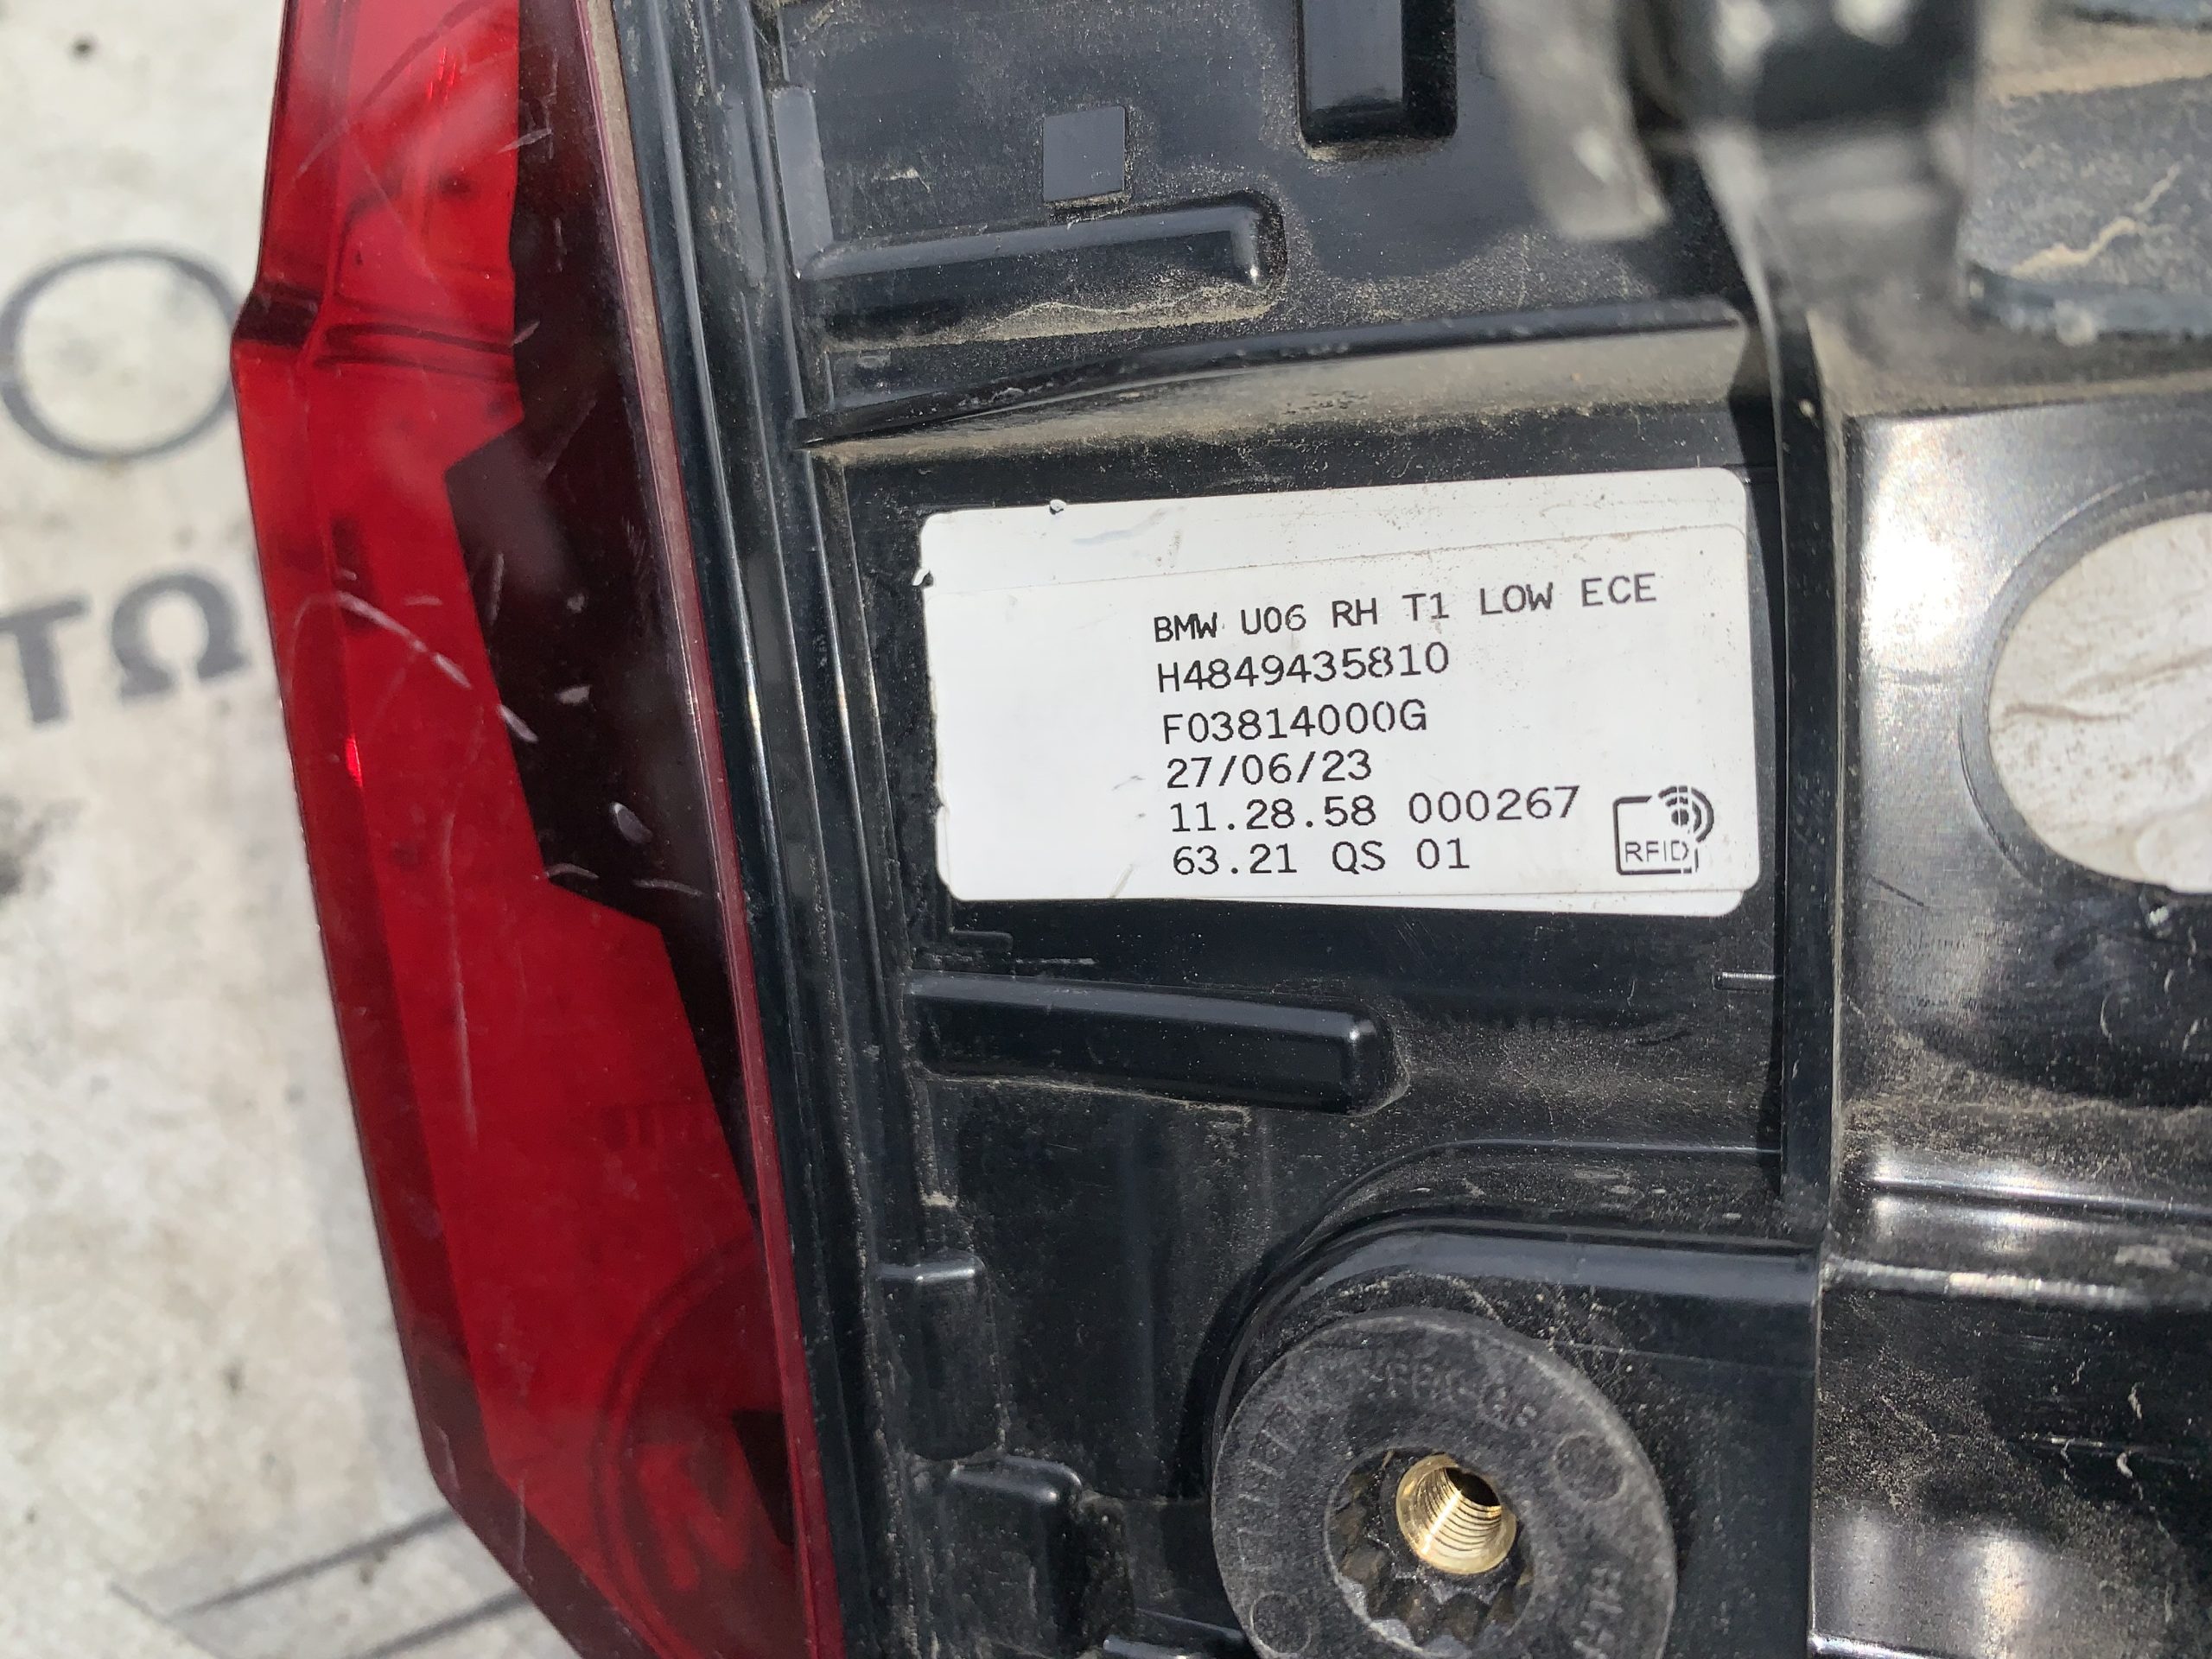 Ο
ΤΩ
BMW U06 RH T1 LOW ECE
H4849435810
F03814000G
27/06/23
11.28.58 000267
63.21 QS 01
RFID